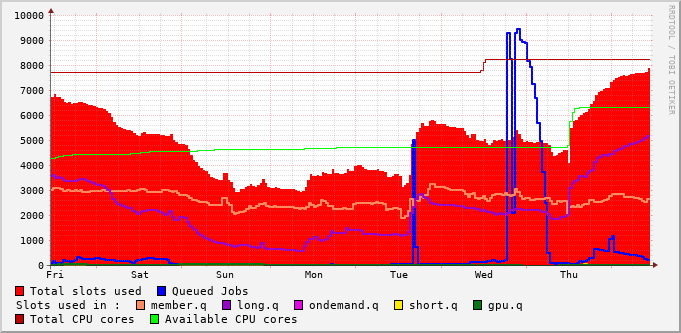 10000
9000
8000
7000
6000
5000
4000
3000
2000
1000
0
Fri Sat Sun Mon Tue Wed Thu
RRDTOOL / TOBI OETIKER
Total slots used Queued Jobs
Slots used in : member.q long.q ondemand.q short.q gpu.q
Total CPU cores Available CPU cores